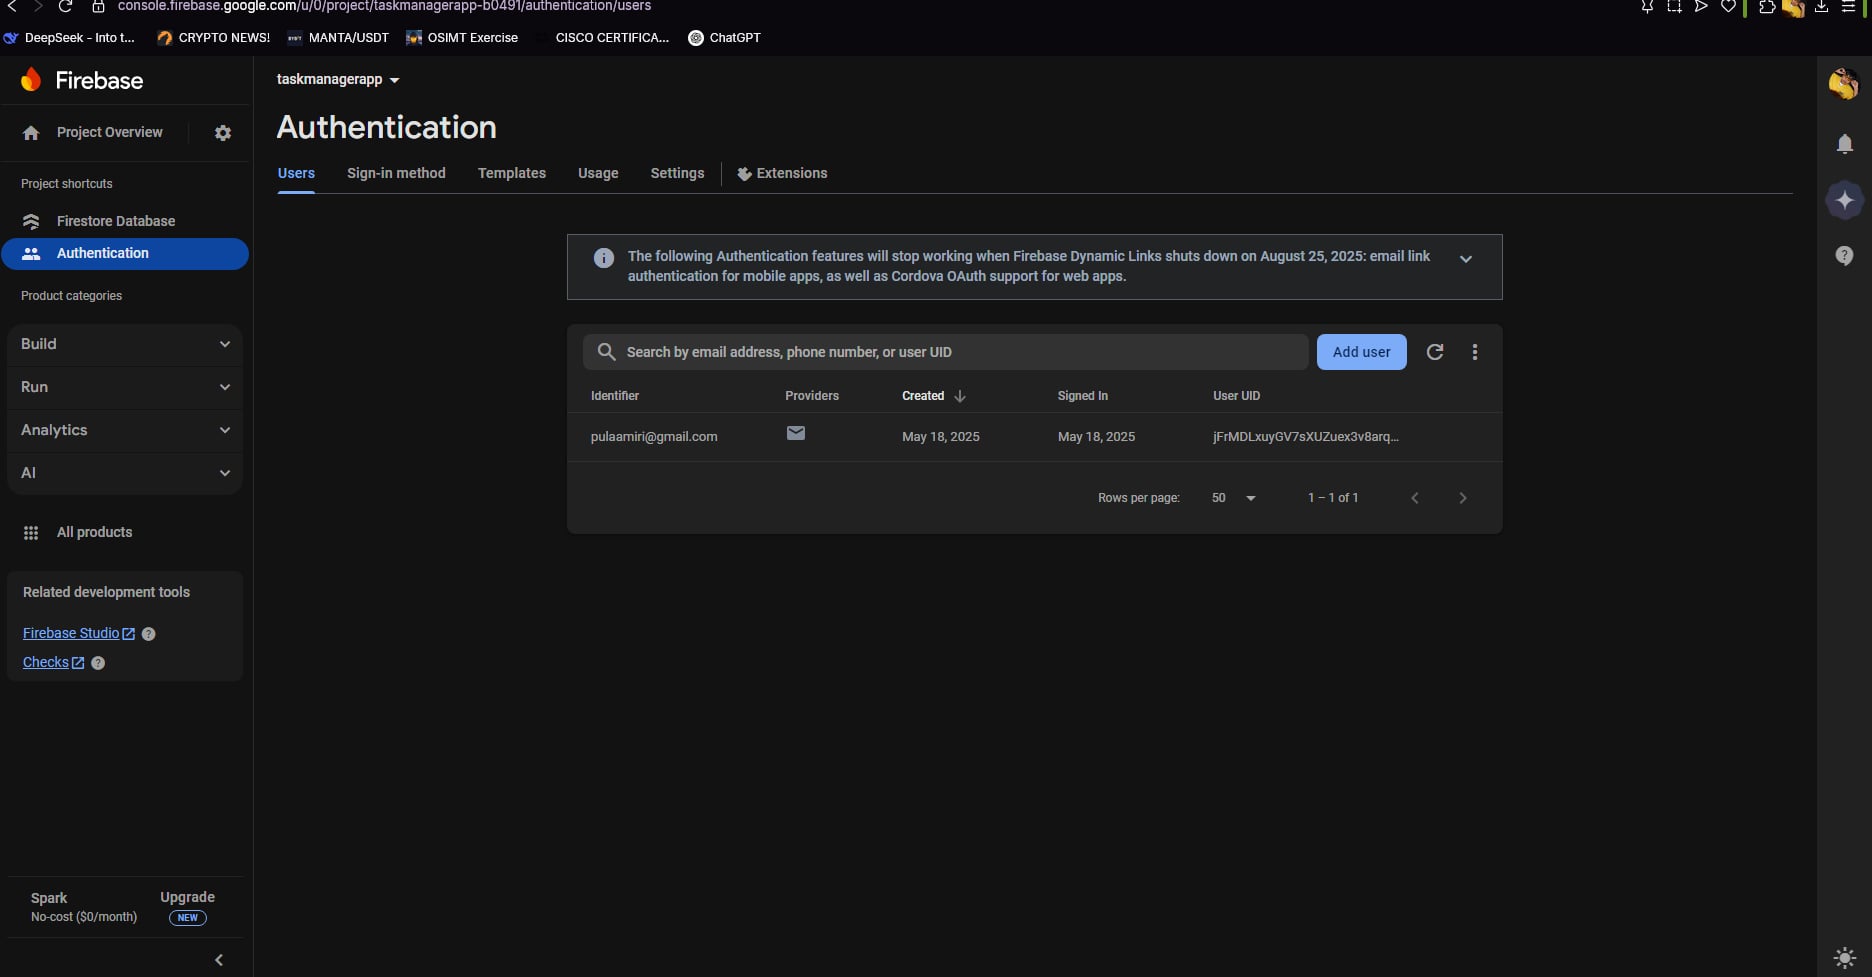 console.firebase.google.com/u/0/project/taskmanagerapp-b0491/authentication/users
DeepSeek - Into t...
CRYPTO NEWS!
MANTA/USDT
OSIMT Exercise
CISCO CERTIFICA...
ChatGPT
Firebase
Project Overview
Project shortcuts
Firestore Database
Authentication
Product categories
Build
Run
Analytics
AI
All products
Related development tools
Firebase Studio
Checks
Spark
No-cost ($0/month)
Upgrade
NEW
taskmanagerapp
Authentication
Users
Sign-in method
Templates
Usage
Settings
Extensions
The following Authentication features will stop working when Firebase Dynamic Links shuts down on August 25, 2025: email link
authentication for mobile apps, as well as Cordova OAuth support for web apps.
Search by email address, phone number, or user UID
Add user
Identifier
Providers
Created
Signed In
User UID
pulaamiri@gmail.com
May 18, 2025
May 18, 2025
jFrMDLxuyGV7sXUZuex3v8arq...
Rows per page:
50
1 – 1 of 1